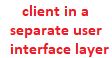 client in a
separate user
interface layer